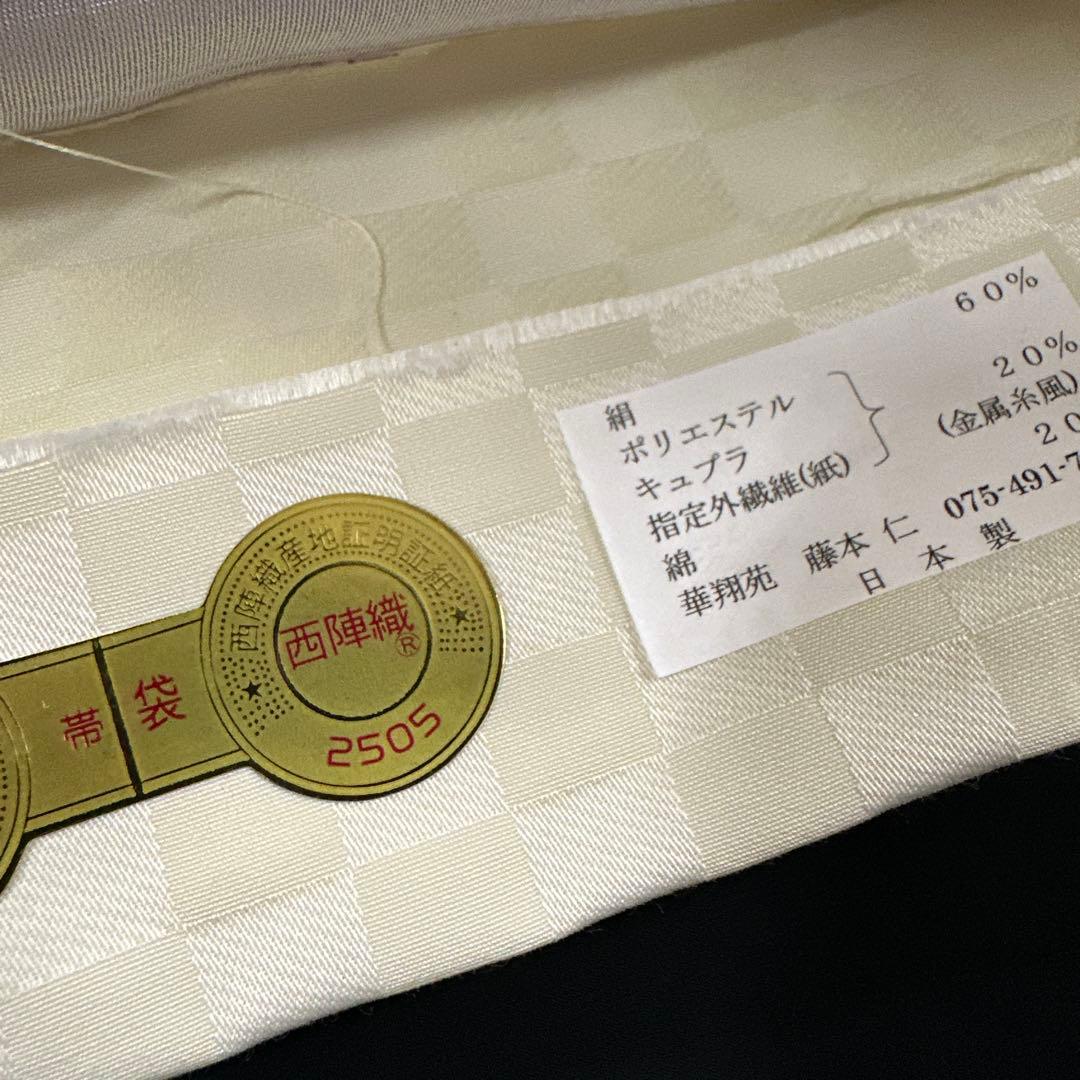 絹 60%
ポリエステル
キュプラ 20%
指定外繊維(紙) (金属糸風)
綿 20
華翔苑 藤本 仁 075-491-7
日本製
西陣織産地証明証紙
西陣織®
2505
袋帯